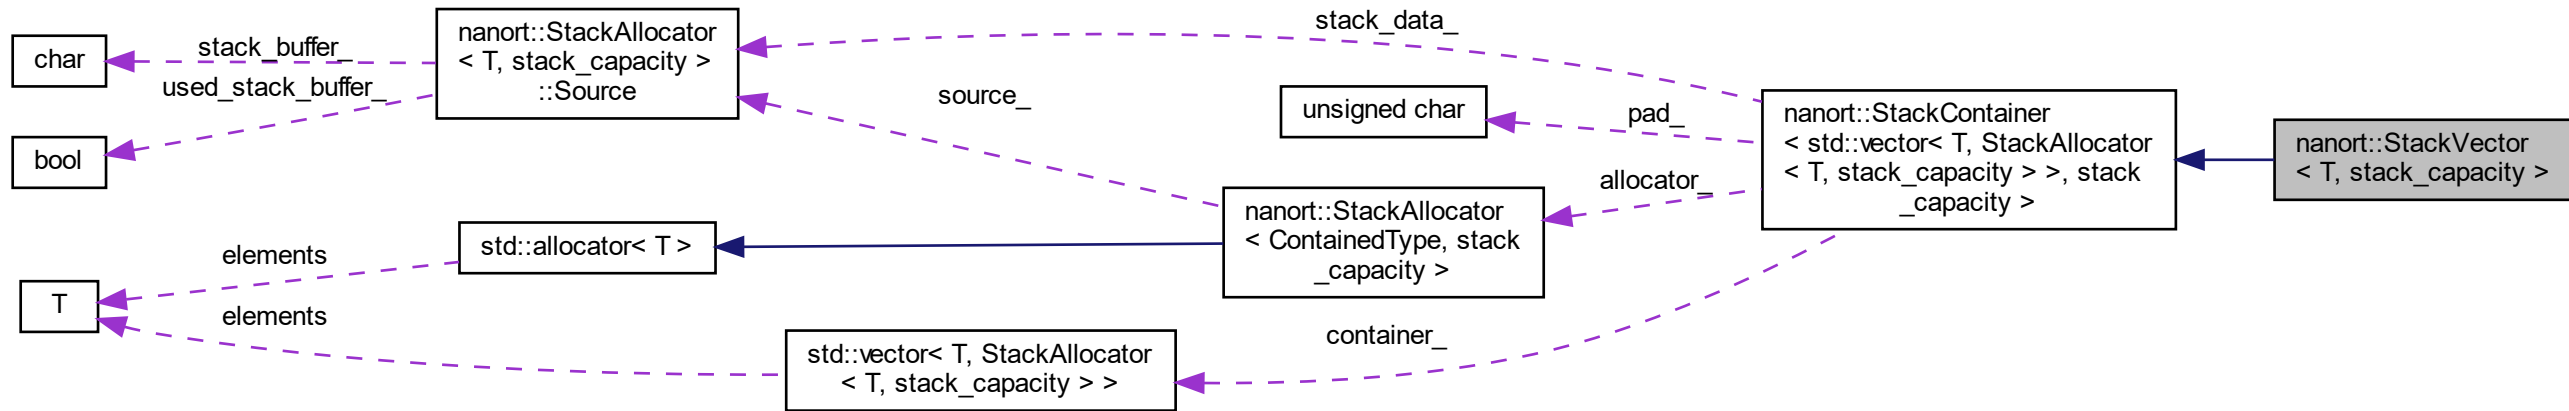 char
bool
T
stack_buffer_
used_stack_buffer_
elements
elements
nanort::StackAllocator
< T, stack_capacity >
::Source
std::allocator< T >
std::vector< T, StackAllocator
< T, stack_capacity > >
source_
stack_data_
unsigned char
nanort::StackAllocator
< ContainedType, stack
_capacity >
pad_
allocator_
container_
nanort::StackContainer
< std::vector< T, StackAllocator
< T, stack_capacity > >, stack
_capacity >
nanort::StackVector
< T, stack_capacity >